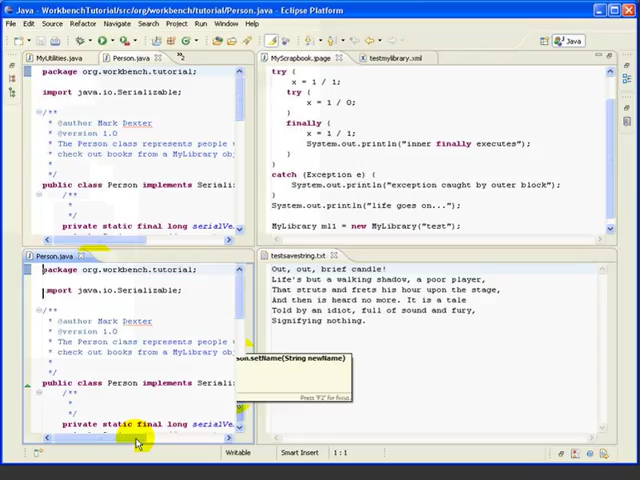 Java - WorkbenchTutorial/src/org/workbench/tutorial/Person.java - Eclipse Platform
File Edit Source Refactor Navigate Search Project Run Window Help
Java
MyUtilities.java Person.java
package org.workbench.tutorial;
import java.io.Serializable;
/**
* @author Mark Dexter
* @version 1.0
* The Person class represents people w
* check out books from a MyLibrary obj
*
*/
public class Person implements Seriali
/**
*
*/
private static final long serialVe
MyScrapbook.jpage testmylibrary.xml
try {
x = 1 / 1;
try {
x = 1 / 0;
}
finally {
x = 1 / 1;
System.out.println("inner finally executes");
}
}
catch (Exception e) {
System.out.println("exception caught by outer block");
}
System.out.println("life goes on...");
MyLibrary ml1 = new MyLibrary("test");
Person.java
package org.workbench.tutorial;
import java.io.Serializable;
/**
* @author Mark Dexter
* @version 1.0
* The Person class represents people w
* check out books from a MyLibrary ob
*
*/
public class Person implements Seriali
/**
*
*/
private static final long serialVe
son.setName(String newName)
Press 'F2' for focus.
testsavestring.txt
Out, out, brief candle!
Life's but a walking shadow, a poor player,
That struts and frets his hour upon the stage,
And then is heard no more. It is a tale
Told by an idiot, full of sound and fury,
Signifying nothing.
Writable Smart Insert 1 : 1